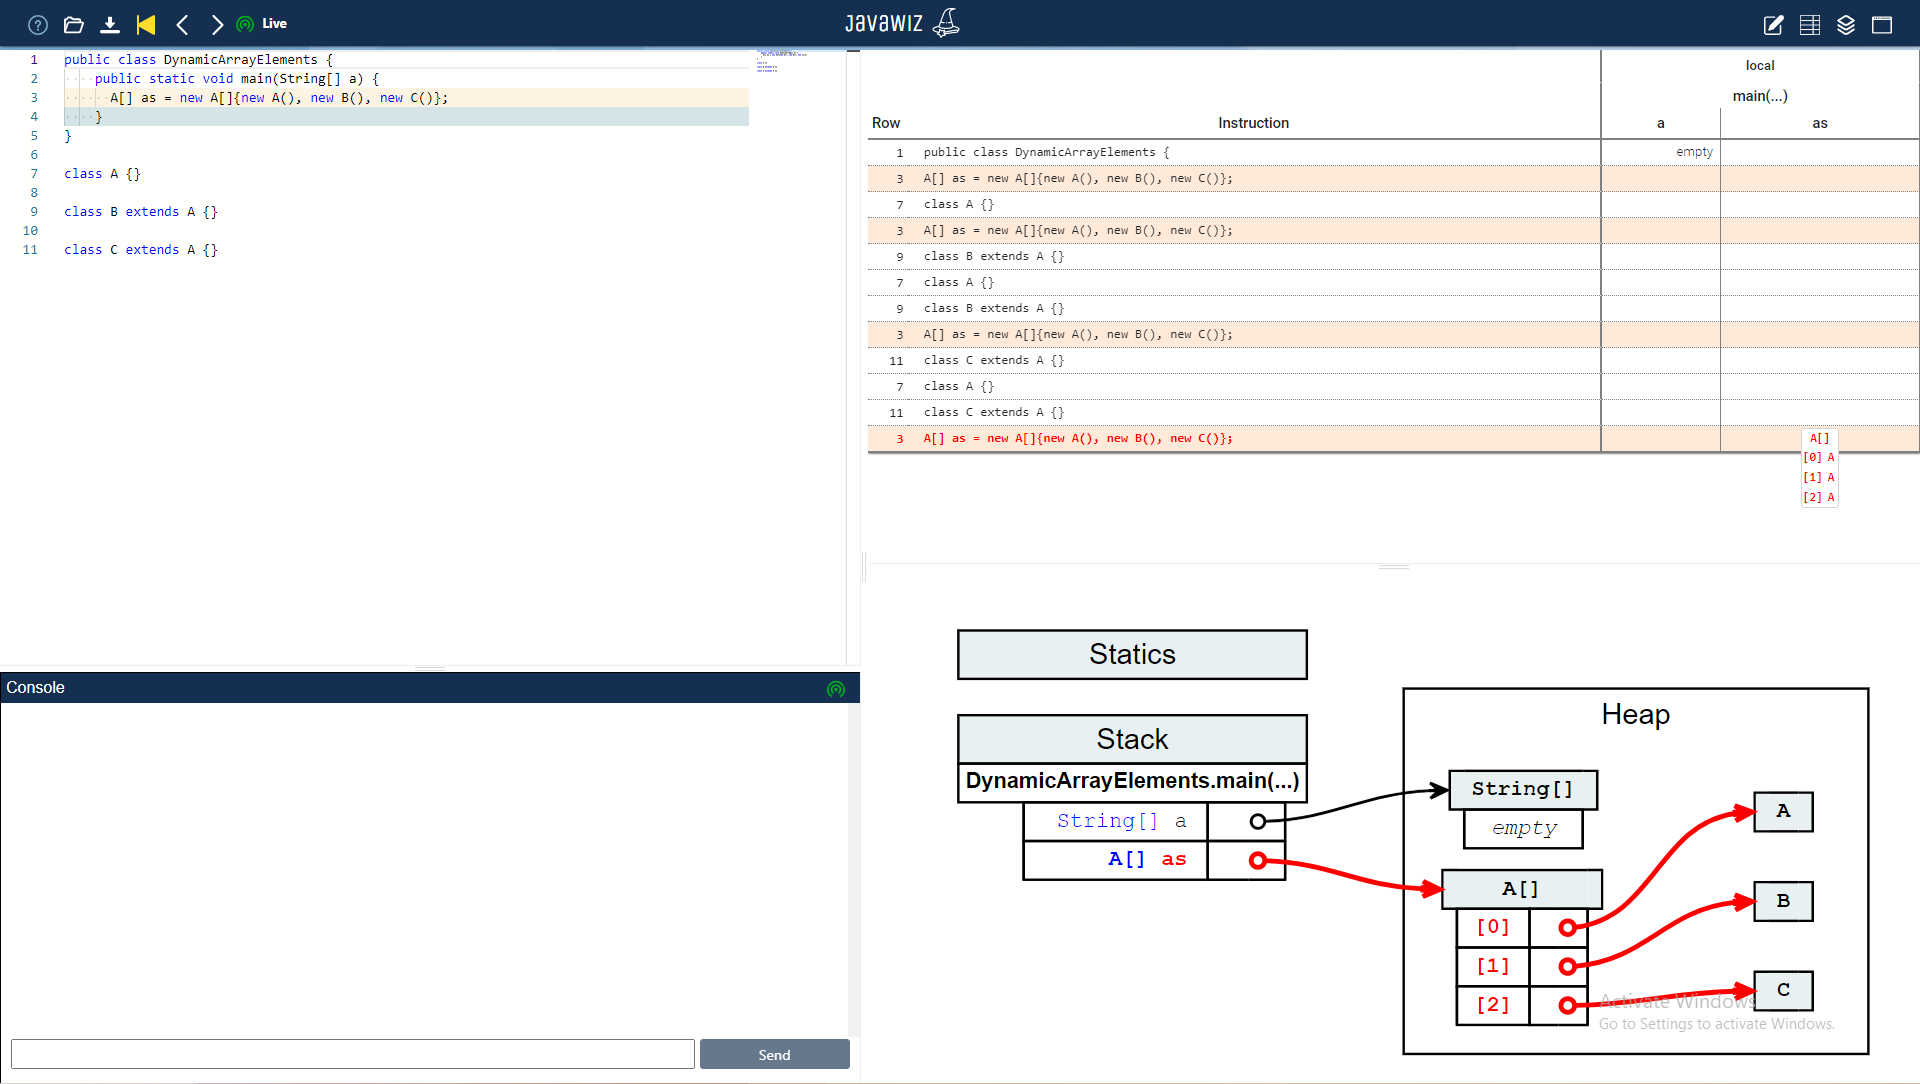 ? Live
Javawiz
1 public class DynamicArrayElements {
2 public static void main(String[] a) {
3 A[] as = new A[]{new A(), new B(), new C()};
4 }
5 }
6
7 class A {}
8
9 class B extends A {}
10
11 class C extends A {}
local
main(...)
Row Instruction a as
1 public class DynamicArrayElements { empty
3 A[] as = new A[]{new A(), new B(), new C()};
7 class A {}
3 A[] as = new A[]{new A(), new B(), new C()};
9 class B extends A {}
7 class A {}
9 class B extends A {}
3 A[] as = new A[]{new A(), new B(), new C()};
11 class C extends A {}
7 class A {}
11 class C extends A {}
3 A[] as = new A[]{new A(), new B(), new C()};
A[]
[0] A
[1] A
[2] A
Console
Send
Statics
Stack
DynamicArrayElements.main(...)
String[] a
A[] as
Heap
String[]
empty
A[]
[0]
[1]
[2]
A
B
C
Activate Windows
Go to Settings to activate Windows.